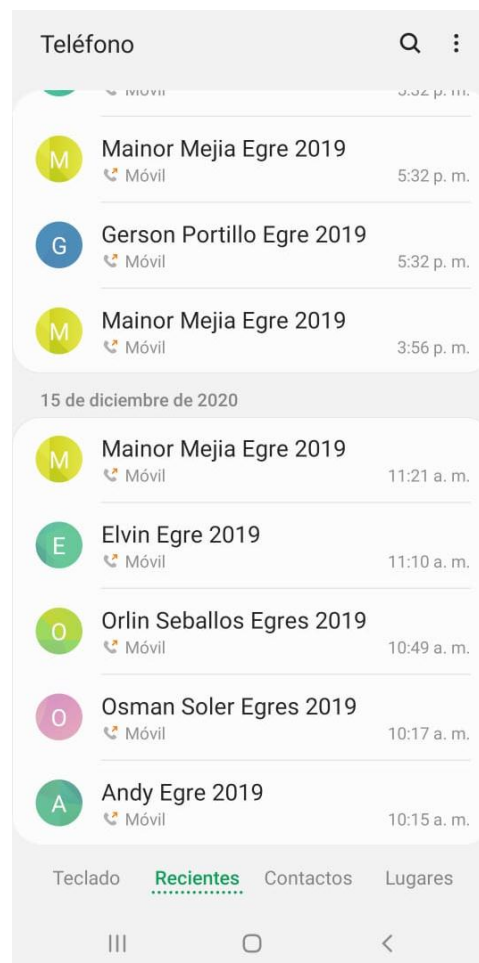 Teléfono
Móvil
5:32 p. m.
M
Mainor Mejia Egre 2019
Móvil
5:32 p. m.
G
Gerson Portillo Egre 2019
Móvil
5:32 p. m.
M
Mainor Mejia Egre 2019
Móvil
3:56 p. m.
15 de diciembre de 2020
M
Mainor Mejia Egre 2019
Móvil
11:21 a. m.
E
Elvin Egre 2019
Móvil
11:10 a. m.
O
Orlin Seballos Egres 2019
Móvil
10:49 a. m.
O
Osman Soler Egres 2019
Móvil
10:17 a. m.
A
Andy Egre 2019
Móvil
10:15 a. m.
Teclado Recientes Contactos Lugares